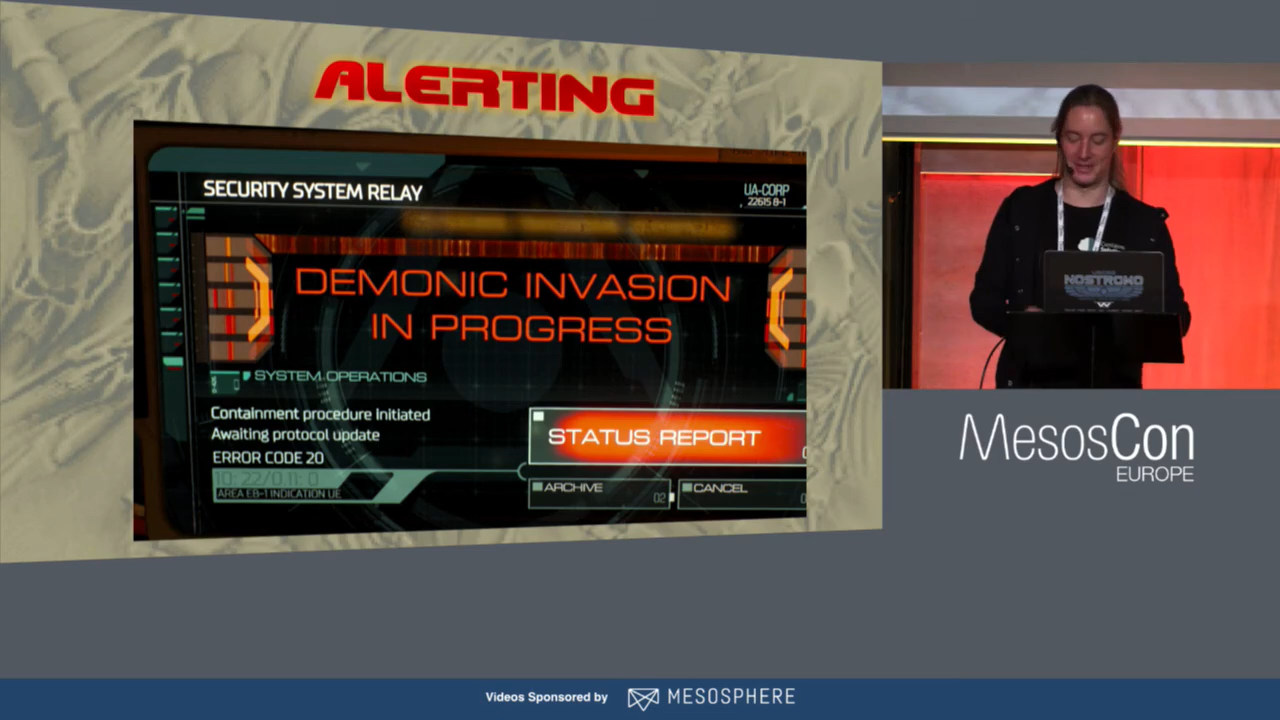 ALERTING
SECURITY SYSTEM RELAY
UA-CORP
22615 8-1
DEMONIC INVASION
IN PROGRESS
SYSTEM OPERATIONS
Containment procedure Initiated
Awaiting protocol update
ERROR CODE 20
AREA EB-1 INDICATION UE
STATUS REPORT
ARCHIVE
02
CANCEL
NOSTROMO
MesosCon
EUROPE
Videos Sponsored by
MESOSPHERE